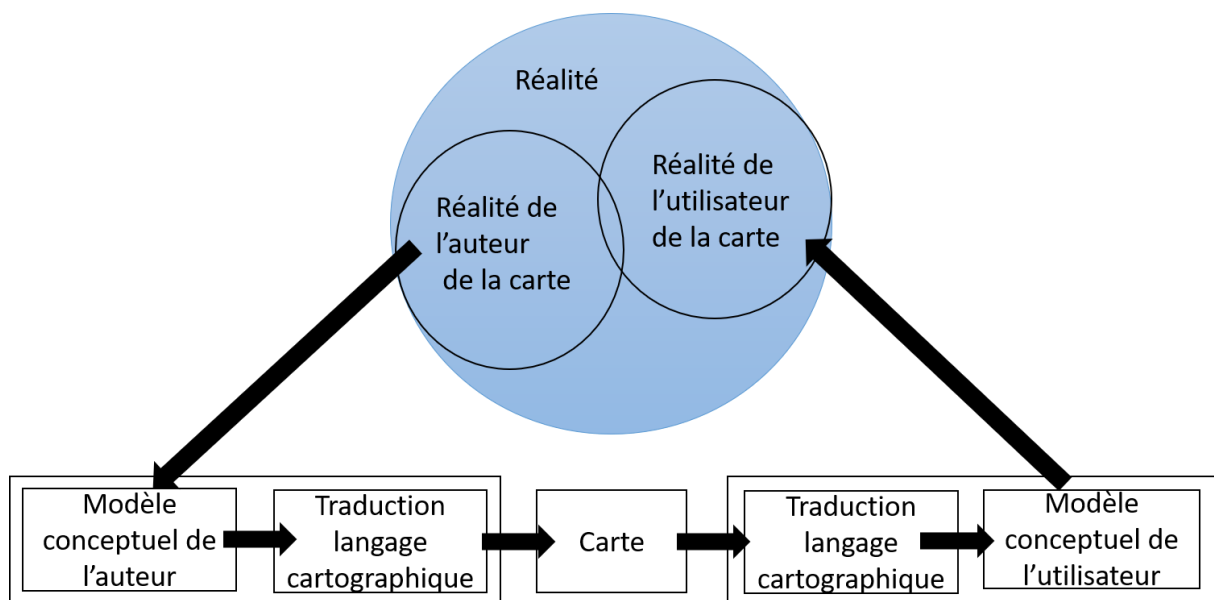 Réalité
Réalité de
l'auteur
de la carte
Réalité de
l'utilisateur
de la carte
Modèle
conceptuel de
l'auteur
Traduction
langage
cartographique
Carte
Traduction
langage
cartographique
Modèle
conceptuel de
l'utilisateur